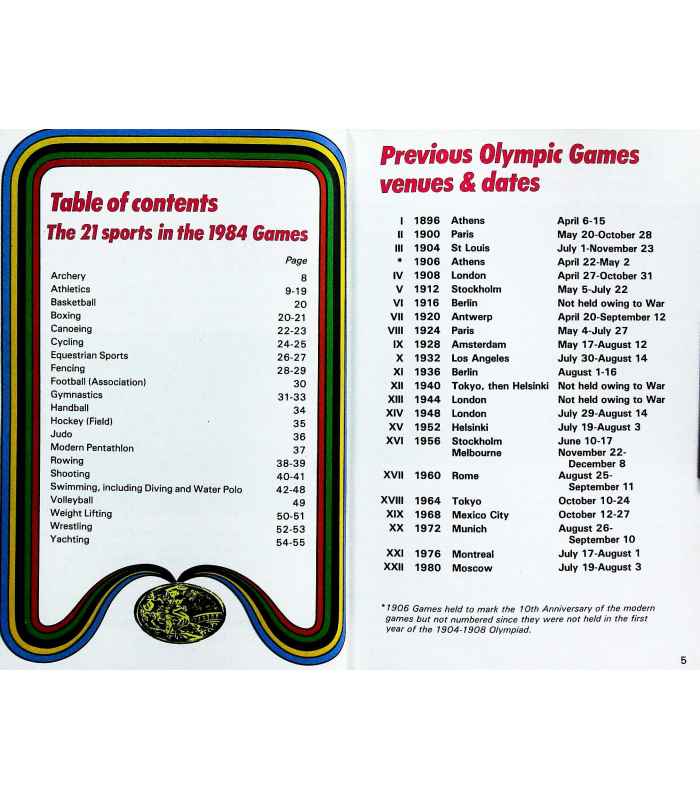 Table of contents
The 21 sports in the 1984 Games
Page
Archery 8
Athletics 9-19
Basketball 20
Boxing 20-21
Canoeing 22-23
Cycling 24-25
Equestrian Sports 26-27
Fencing 28-29
Football (Association) 30
Gymnastics 31-33
Handball 34
Hockey (Field) 35
Judo 36
Modern Pentathlon 37
Rowing 38-39
Shooting 40-41
Swimming, including Diving and Water Polo 42-48
Volleyball 49
Weight Lifting 50-51
Wrestling 52-53
Yachting 54-55
Previous Olympic Games
venues & dates
I 1896 Athens April 6-15
II 1900 Paris May 20-October 28
III 1904 St Louis July 1-November 23
* 1906 Athens April 22-May 2
IV 1908 London April 27-October 31
V 1912 Stockholm May 5-July 22
VI 1916 Berlin Not held owing to War
VII 1920 Antwerp April 20-September 12
VIII 1924 Paris May 4-July 27
IX 1928 Amsterdam May 17-August 12
X 1932 Los Angeles July 30-August 14
XI 1936 Berlin August 1-16
XII 1940 Tokyo, then Helsinki Not held owing to War
XIII 1944 London Not held owing to War
XIV 1948 London July 29-August 14
XV 1952 Helsinki July 19-August 3
XVI 1956 Stockholm June 10-17
Melbourne November 22-
December 8
XVII 1960 Rome August 25-
September 11
XVIII 1964 Tokyo October 10-24
XIX 1968 Mexico City October 12-27
XX 1972 Munich August 26-
September 10
XXI 1976 Montreal July 17-August 1
XXII 1980 Moscow July 19-August 3
*1906 Games held to mark the 10th Anniversary of the modern
games but not numbered since they were not held in the first
year of the 1904-1908 Olympiad.
5